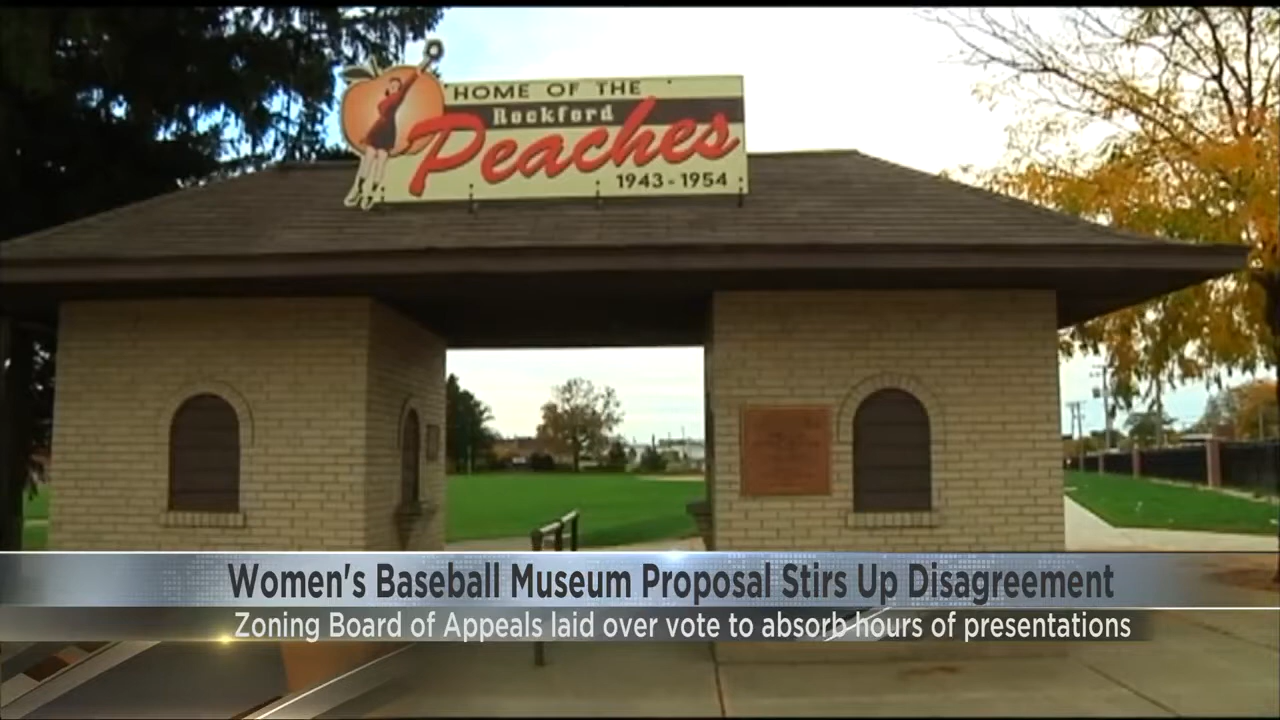 HOME OF THE
Rockford
Peaches
1943-1954
Women's Baseball Museum Proposal Stirs Up Disagreement
Zoning Board of Appeals laid over vote to absorb hours of presentations